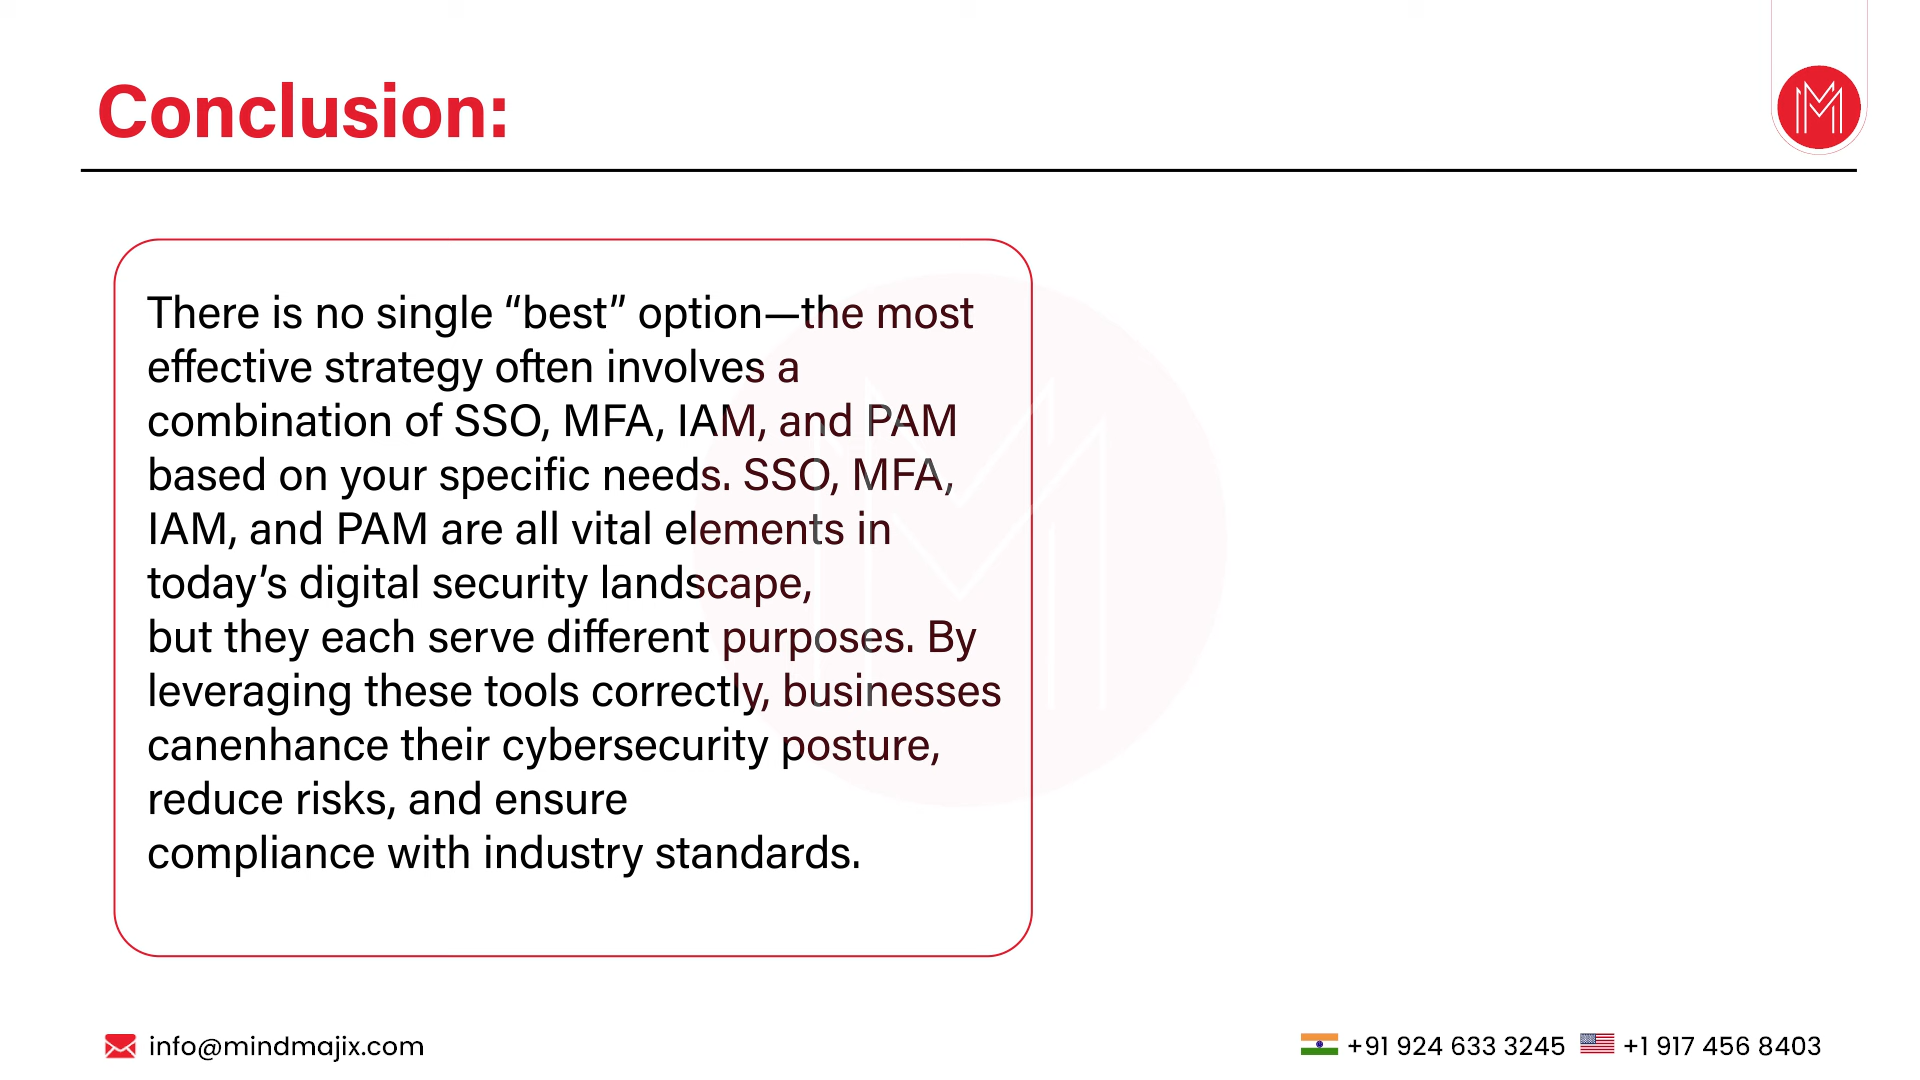 Conclusion:
There is no single “best” option—the most
effective strategy often involves a
combination of SSO, MFA, IAM, and PAM
based on your specific needs. SSO, MFA,
IAM, and PAM are all vital elements in
today’s digital security landscape,
but they each serve different purposes. By
leveraging these tools correctly, businesses
canenhance their cybersecurity posture,
reduce risks, and ensure
compliance with industry standards.
info@mindmajix.com
+91 924 633 3245
+1 917 456 8403